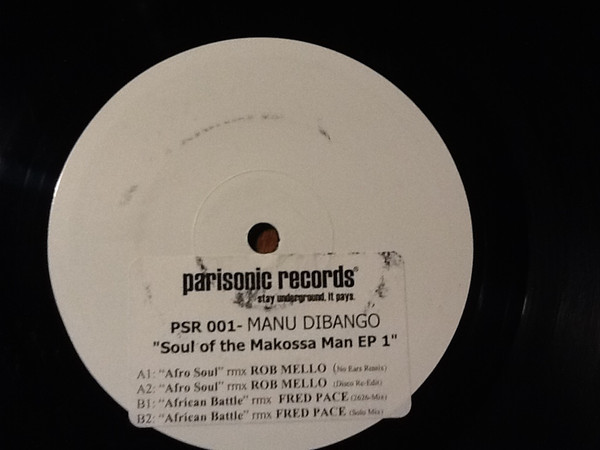 parisonic records®
stay underground. it pays.
PSR 001- MANU DIBANGO
"Soul of the Makossa Man EP 1"
A1: "Afro Soul" rmx ROB MELLO (No Ears Remix)
A2: "Afro Soul" rmx ROB MELLO (Disco Re-Edit)
B1: "African Battle" rmx FRED PACE (2626-Mix)
B2: "African Battle" rmx FRED PACE (Solo Mix)